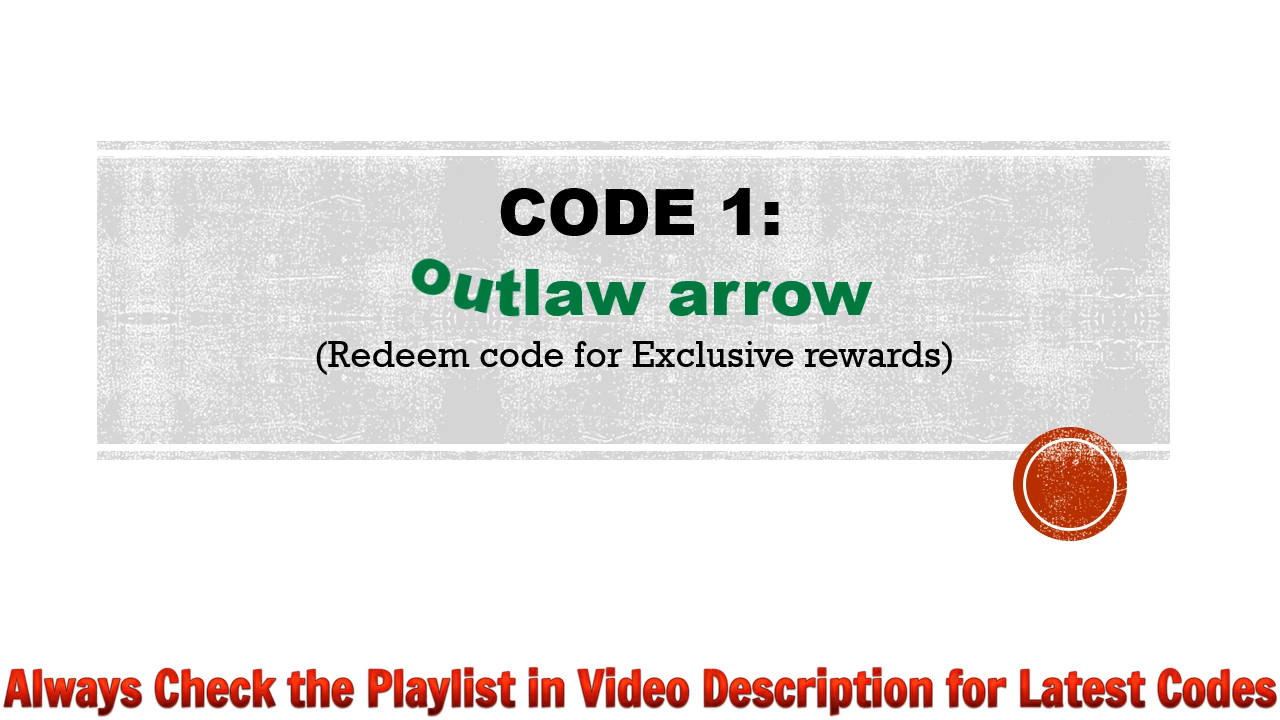 CODE 1:
outlaw arrow
(Redeem code for Exclusive rewards)
Always Check the Playlist in Video Description for Latest Codes